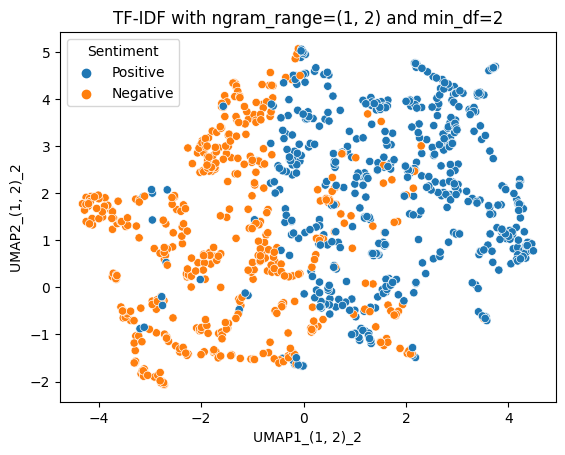 TF-IDF with ngram_range=(1, 2) and min_df=2
Sentiment
Positive
Negative
5
4
3
2
1
0
−1
−2
UMAP2_(1, 2)_2
−4
−2
0
2
4
UMAP1_(1, 2)_2